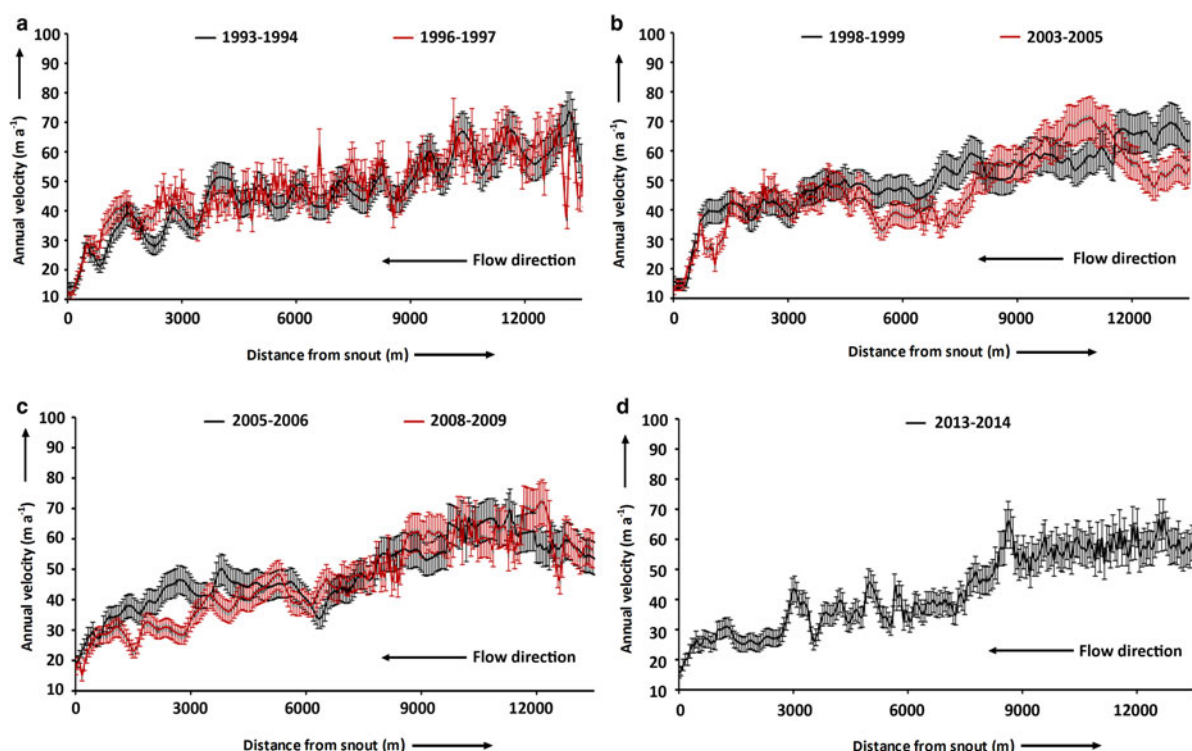 a
1993-1994 1996-1997
Annual velocity (m a⁻¹)
100
90
80
70
60
50
40
30
20
10
Flow direction
0 3000 6000 9000 12000
Distance from snout (m)
b
1998-1999 2003-2005
Annual velocity (m a⁻¹)
100
90
80
70
60
50
40
30
20
10
Flow direction
0 3000 6000 9000 12000
Distance from snout (m)
c
2005-2006 2008-2009
Annual velocity (m a⁻¹)
100
90
80
70
60
50
40
30
20
10
Flow direction
0 3000 6000 9000 12000
Distance from snout (m)
d
2013-2014
Annual velocity (m a⁻¹)
100
90
80
70
60
50
40
30
20
10
Flow direction
0 3000 6000 9000 12000
Distance from snout (m)